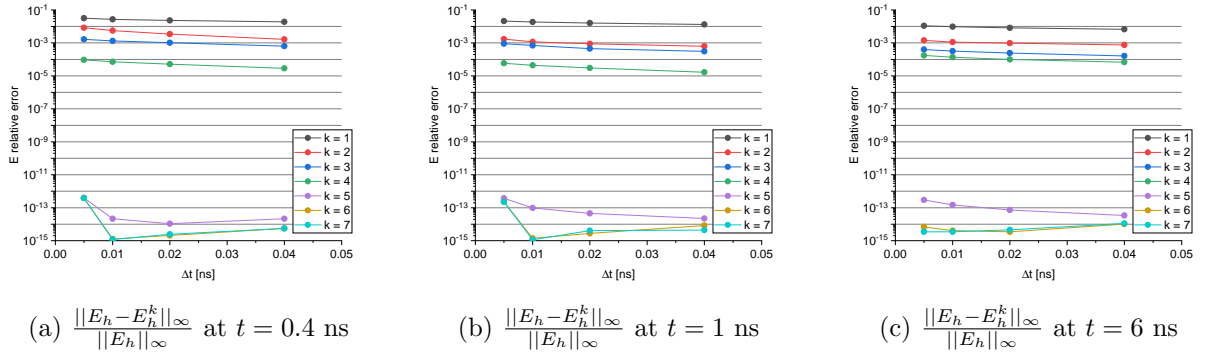 E relative error
10^-1
10^-3
10^-5
10^-7
10^-9
10^-11
10^-13
10^-15
k = 1
k = 2
k = 3
k = 4
k = 5
k = 6
k = 7
0.00 0.01 0.02 0.03 0.04 0.05
Δt [ns]
(a) ||E_h−E_h^k||_∞ / ||E_h||_∞ at t = 0.4 ns
E relative error
10^-1
10^-3
10^-5
10^-7
10^-9
10^-11
10^-13
10^-15
k = 1
k = 2
k = 3
k = 4
k = 5
k = 6
k = 7
0.00 0.01 0.02 0.03 0.04 0.05
Δt [ns]
(b) ||E_h−E_h^k||_∞ / ||E_h||_∞ at t = 1 ns
E relative error
10^-1
10^-3
10^-5
10^-7
10^-9
10^-11
10^-13
10^-15
k = 1
k = 2
k = 3
k = 4
k = 5
k = 6
k = 7
0.00 0.01 0.02 0.03 0.04 0.05
Δt [ns]
(c) ||E_h−E_h^k||_∞ / ||E_h||_∞ at t = 6 ns